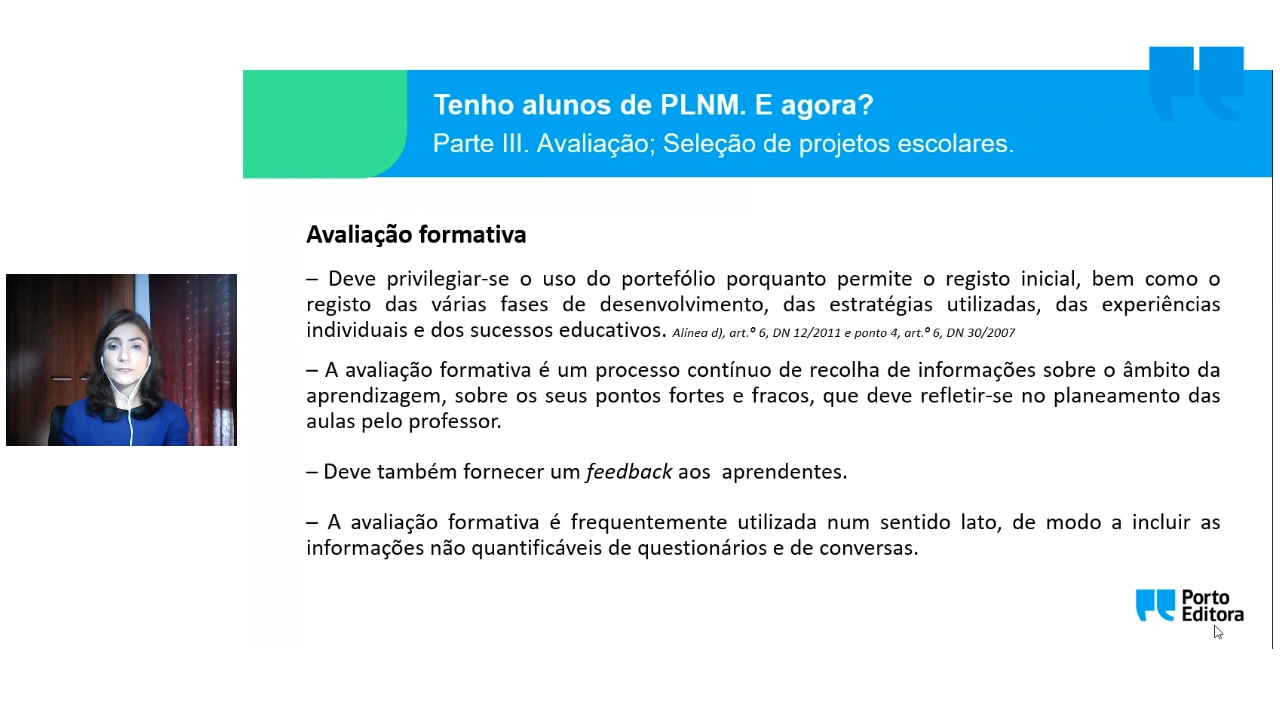 Tenho alunos de PLNM. E agora?
Parte III. Avaliação; Seleção de projetos escolares.
Avaliação formativa
– Deve privilegiar-se o uso do portefólio porquanto permite o registo inicial, bem como o
registo das várias fases de desenvolvimento, das estratégias utilizadas, das experiências
individuais e dos sucessos educativos. Alínea d), art.º 6, DN 12/2011 e ponto 4, art.º 6, DN 30/2007
– A avaliação formativa é um processo contínuo de recolha de informações sobre o âmbito da
aprendizagem, sobre os seus pontos fortes e fracos, que deve refletir-se no planeamento das
aulas pelo professor.
– Deve também fornecer um feedback aos aprendentes.
– A avaliação formativa é frequentemente utilizada num sentido lato, de modo a incluir as
informações não quantificáveis de questionários e de conversas.
Porto
Editora